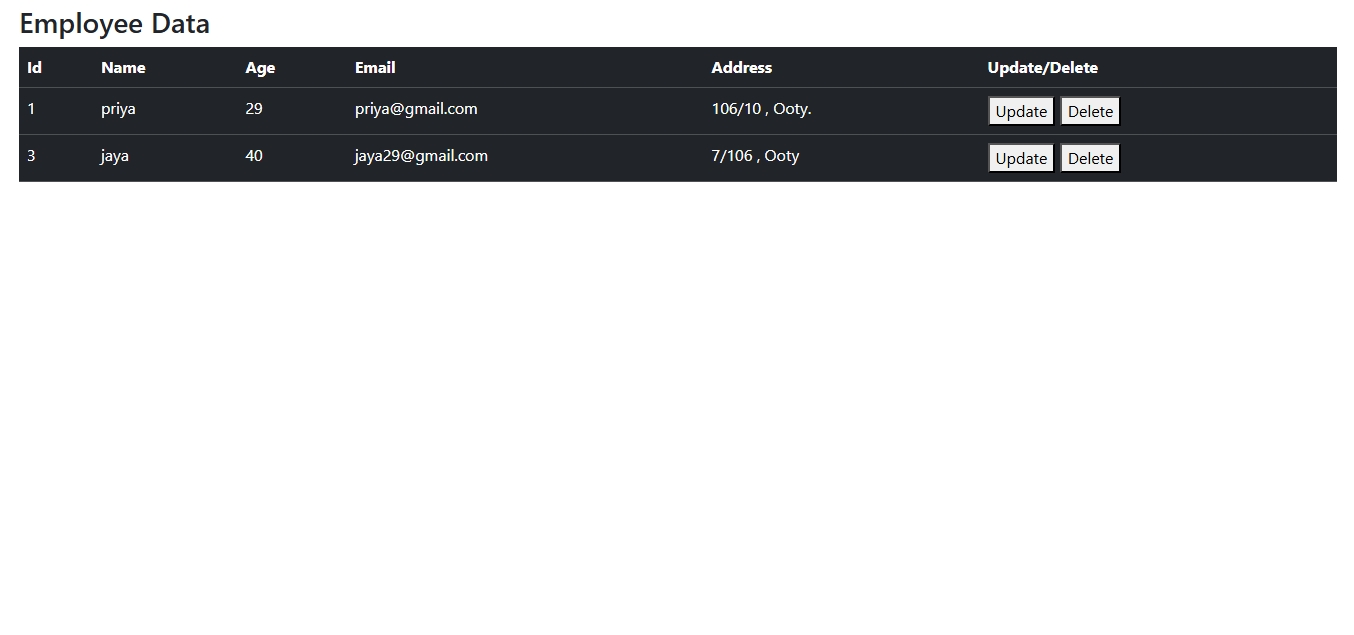 Employee Data
Id Name Age Email Address Update/Delete
1 priya 29 priya@gmail.com 106/10 , Ooty. Update Delete
3 jaya 40 jaya29@gmail.com 7/106 , Ooty Update Delete